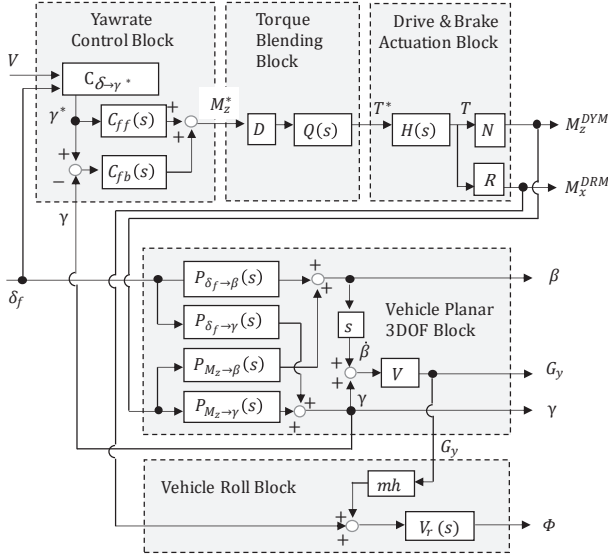 Yawrate
Control Block
Torque
Blending
Block
Drive & Brake
Actuation Block
V
C_{δ→γ*}
γ*
C_{ff}(s)
+
+
M_z^*
D
Q(s)
T*
H(s)
T
N
M_z^{DYM}
+
−
C_{fb}(s)
R
M_x^{DRM}
γ
δ_f
P_{δ_f→β}(s)
+
+
β
P_{δ_f→γ}(s)
s
Vehicle Planar
3DOF Block
β̇
P_{M_z→β}(s)
+
+
V
G_y
P_{M_z→γ}(s)
+
+
γ
γ
G_y
Vehicle Roll Block
mh
+
+
V_r(s)
Φ